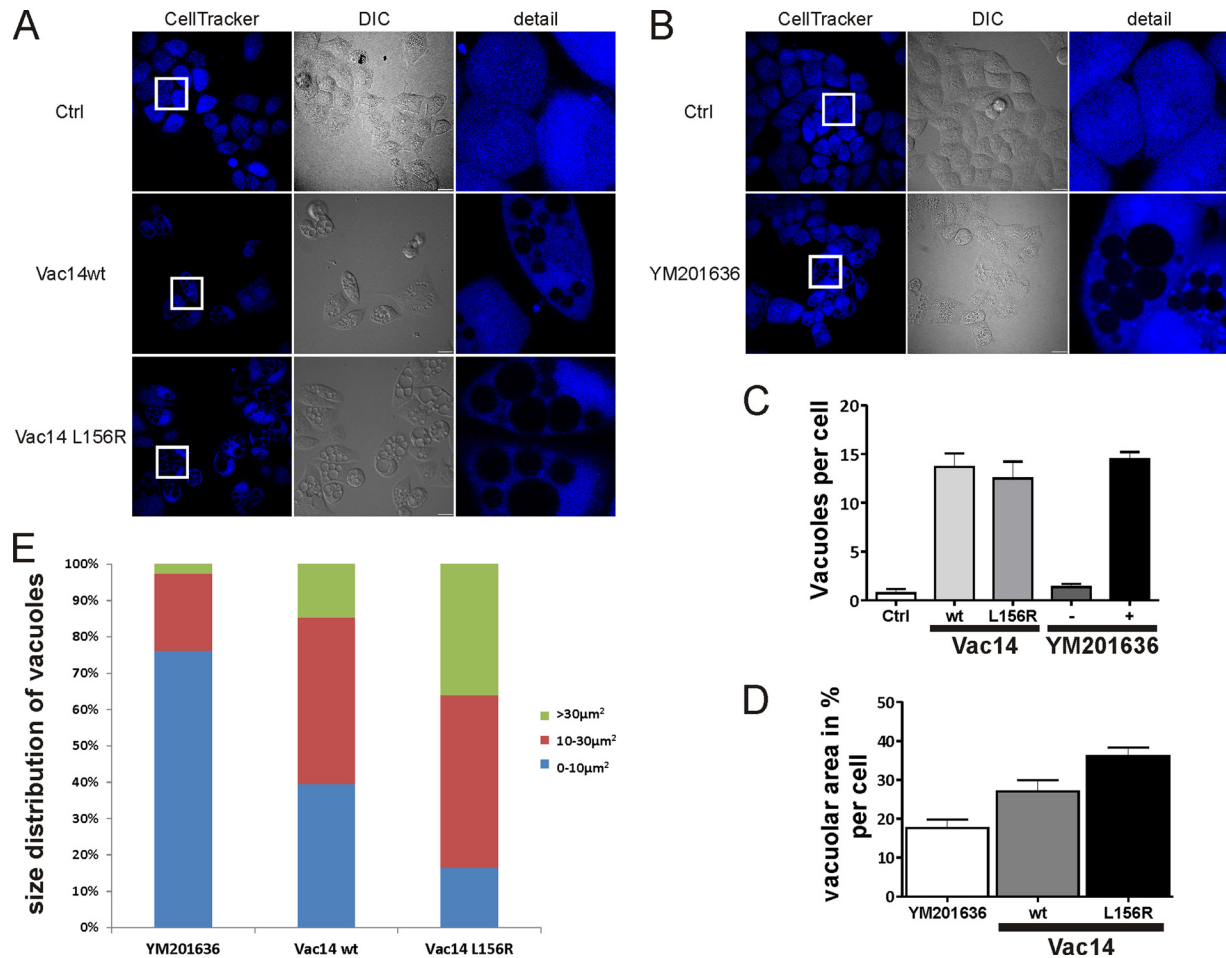 A
CellTracker DIC detail
Ctrl
Vac14wt
Vac14 L156R
B
CellTracker DIC detail
Ctrl
YM201636
C
Vacuoles per cell
20
15
10
5
0
Ctrl wt L156R - +
Vac14 YM201636
D
vacuolar area in %
per cell
50
40
30
20
10
0
YM201636 wt L156R
Vac14
E
size distribution of vacuoles
100%
90%
80%
70%
60%
50%
40%
30%
20%
10%
0%
YM201636 Vac14 wt Vac14 L156R
>30µm²
10-30µm²
0-10µm²